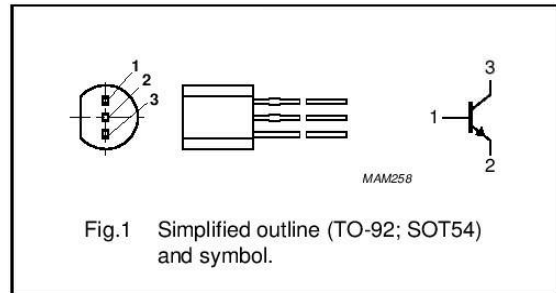 1
2
3
3
1
2
MAM258
Fig.1 Simplified outline (TO-92; SOT54)
and symbol.